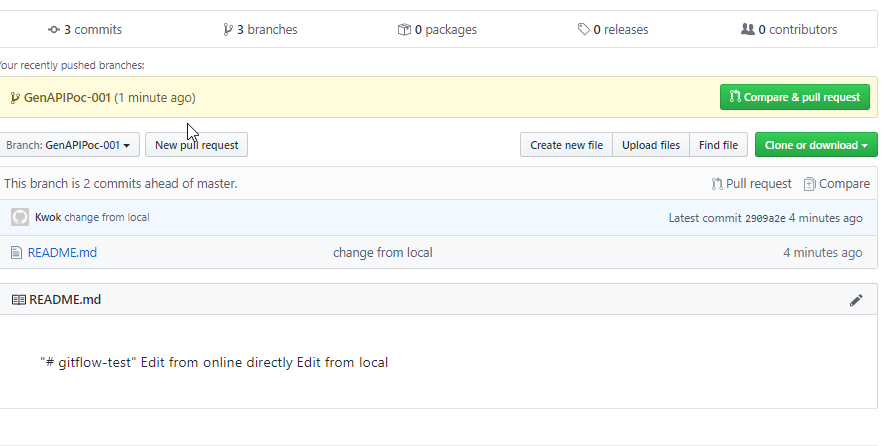 3 commits 3 branches 0 packages 0 releases 0 contributors
Your recently pushed branches:
GenAPIPoc-001 (1 minute ago) Compare & pull request
Branch: GenAPIPoc-001 New pull request Create new file Upload files Find file Clone or download
This branch is 2 commits ahead of master. Pull request Compare
Kwok change from local Latest commit 2909a2e 4 minutes ago
README.md change from local 4 minutes ago
README.md
"# gitflow-test" Edit from online directly Edit from local